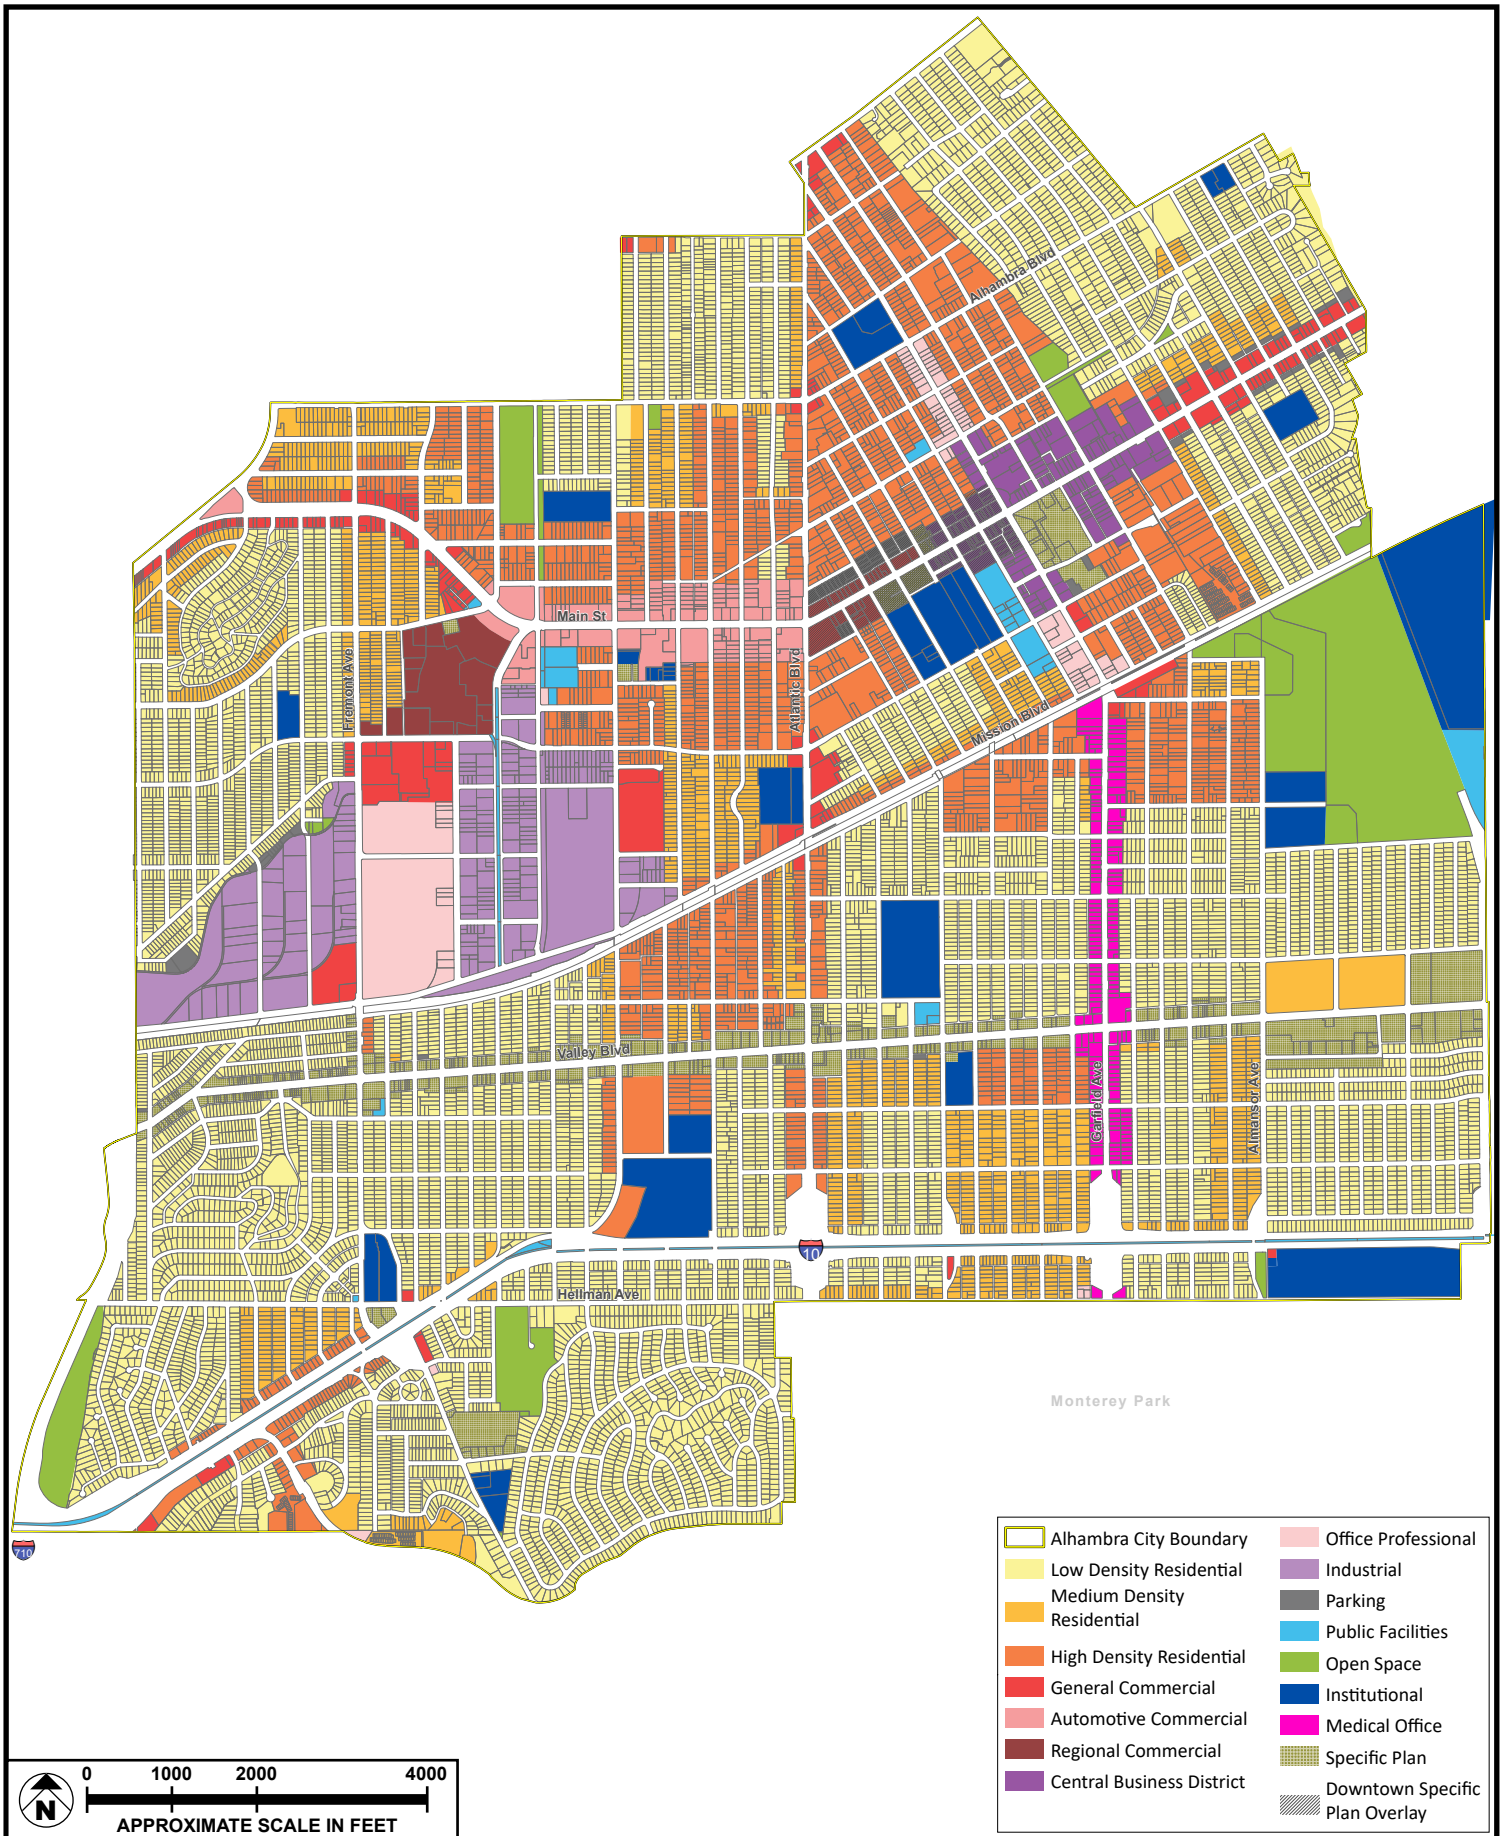 Alhambra Blvd
Main St
Fremont Ave
Atlantic Blvd
Mission Blvd
Valley Blvd
Garfield Ave
Almansor Ave
10
Hellman Ave
Monterey Park
710
Alhambra City Boundary
Low Density Residential
Medium Density
Residential
High Density Residential
General Commercial
Automotive Commercial
Regional Commercial
Central Business District
Office Professional
Industrial
Parking
Public Facilities
Open Space
Institutional
Medical Office
Specific Plan
Downtown Specific
Plan Overlay
N
0 1000 2000 4000
APPROXIMATE SCALE IN FEET